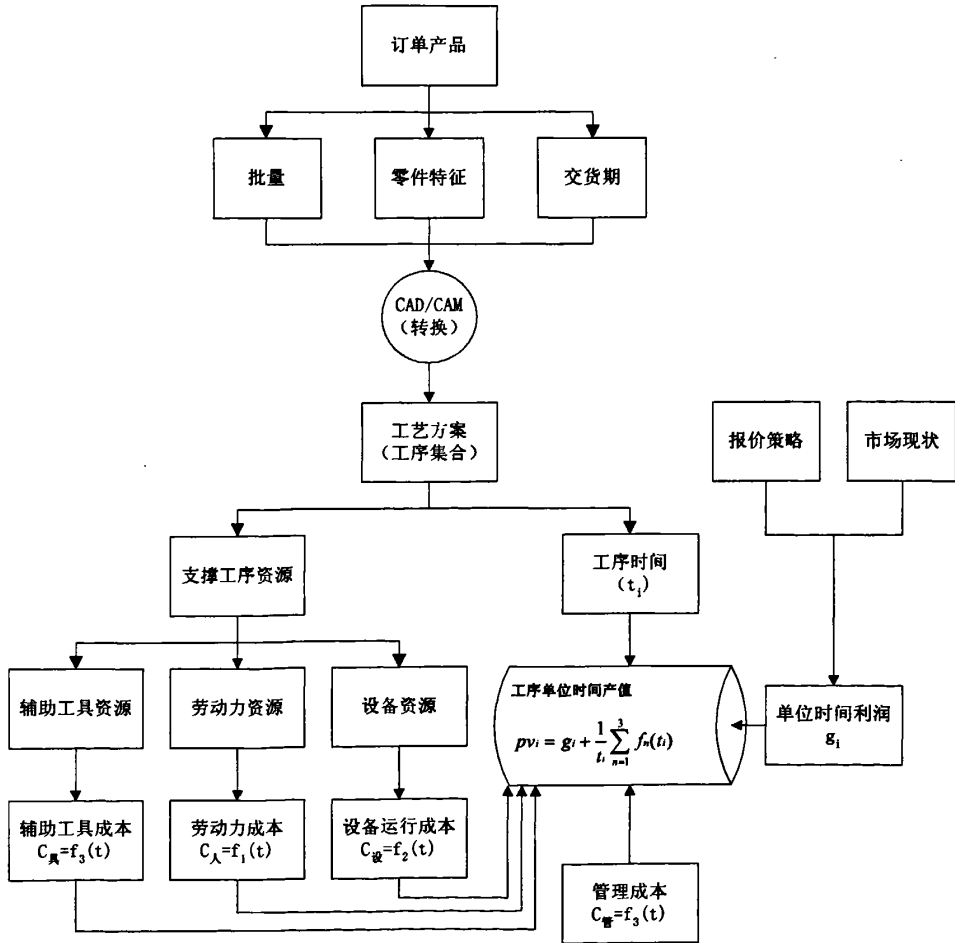 订单产品
批量
零件特征
交货期
CAD/CAM
（转换）
工艺方案
（工序集合）
报价策略
市场现状
支撑工序资源
工序时间
（t_i）
辅助工具资源
劳动力资源
设备资源
工序单位时间产值
pv_i = g_i + \frac{1}{t_i} \sum_{n=1}^{3} f_n(t_i)
单位时间利润
g_i
辅助工具成本
C_具=f_3(t)
劳动力成本
C_人=f_1(t)
设备运行成本
C_设=f_2(t)
管理成本
C_管=f_3(t)